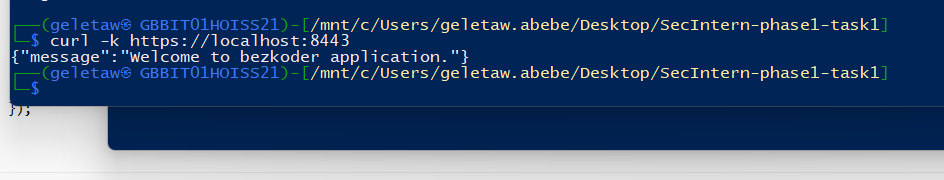 ┌──(geletaw㉿ GBBIT01HOISS21)-[/mnt/c/Users/geletaw.abebe/Desktop/SecIntern-phase1-task1]
└─$ curl -k https://localhost:8443
{"message":"Welcome to bezkoder application."}
┌──(geletaw㉿ GBBIT01HOISS21)-[/mnt/c/Users/geletaw.abebe/Desktop/SecIntern-phase1-task1]
└─$
});